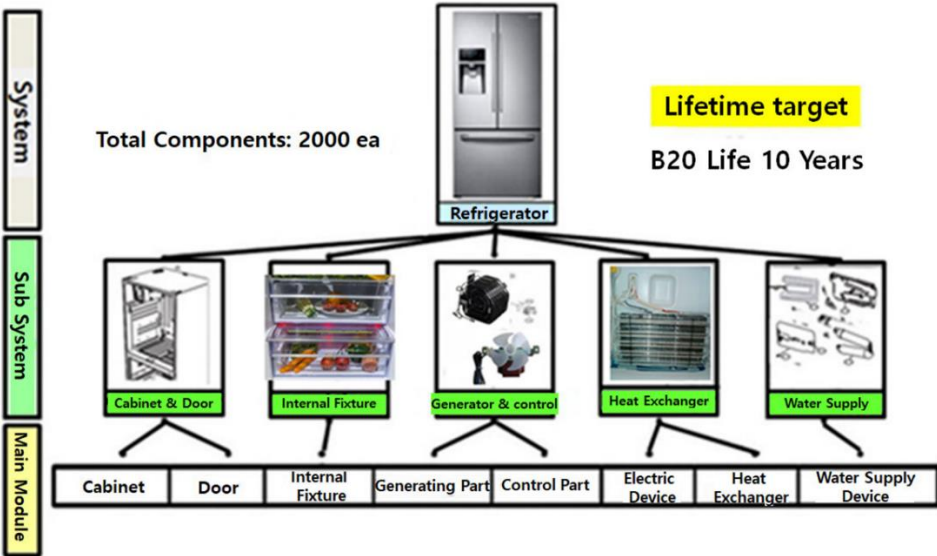 System
Total Components: 2000 ea
Lifetime target
B20 Life 10 Years
Refrigerator
Sub System
Cabinet & Door
Internal Fixture
Generator & control
Heat Exchanger
Water Supply
Main Module
Cabinet
Door
Internal
Fixture
Generating Part
Control Part
Electric
Device
Heat
Exchanger
Water Supply
Device